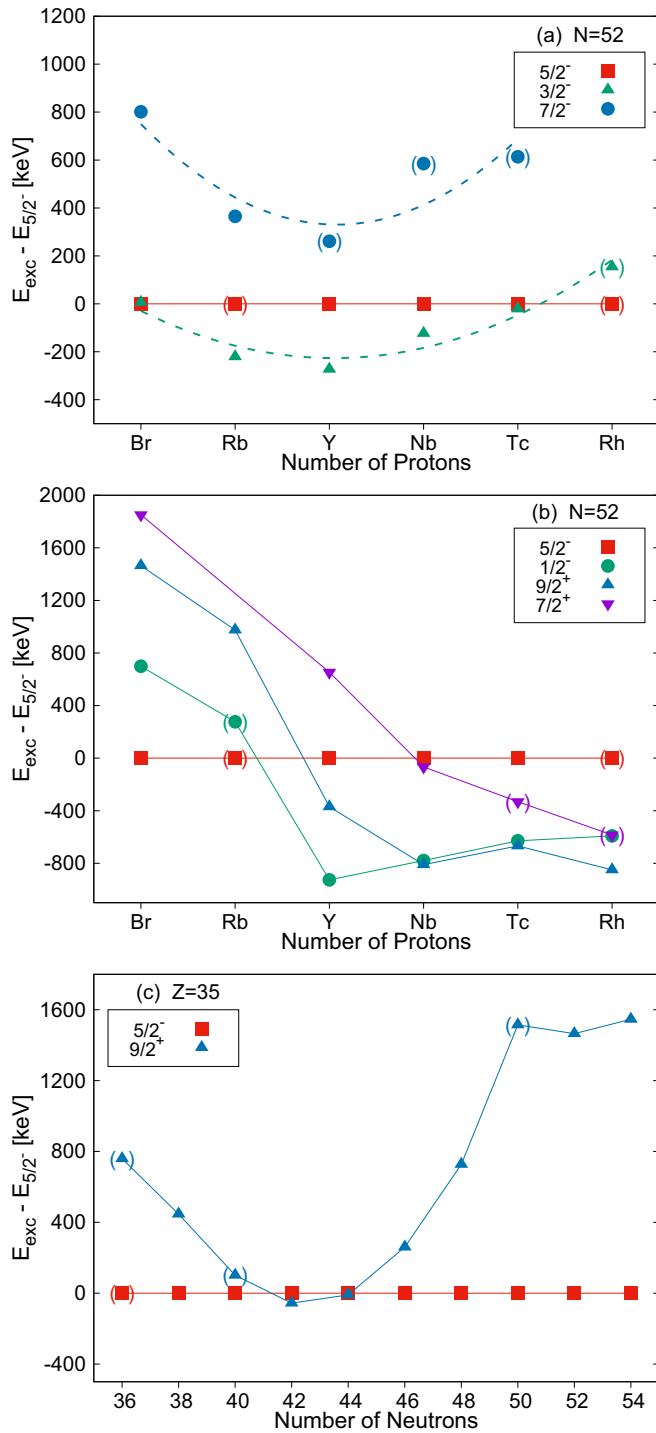 (a) N=52
5/2-
3/2-
7/2-
1200
1000
800
600
400
200
0
-200
-400
E_exc - E_5/2- [keV]
Br Rb Y Nb Tc Rh
Number of Protons
(b) N=52
5/2-
1/2-
9/2+
7/2+
2000
1600
1200
800
400
0
-400
-800
E_exc - E_5/2- [keV]
Br Rb Y Nb Tc Rh
Number of Protons
(c) Z=35
5/2-
9/2+
1600
1200
800
400
0
-400
E_exc - E_5/2- [keV]
36 38 40 42 44 46 48 50 52 54
Number of Neutrons